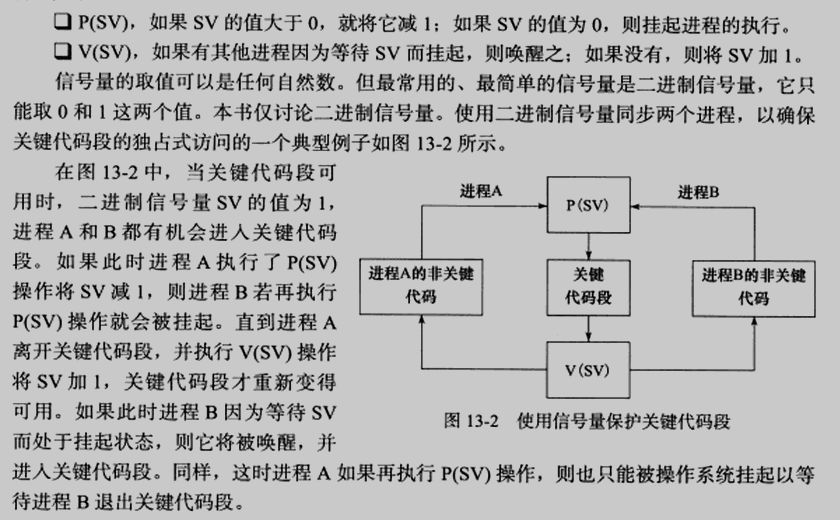 ❑ P(SV)，如果 SV 的值大于 0，就将它减 1；如果 SV 的值为 0，则挂起进程的执行。
❑ V(SV)，如果有其他进程因为等待 SV 而挂起，则唤醒之；如果没有，则将 SV 加 1。
信号量的取值可以是任何自然数。但最常用的、最简单的信号量是二进制信号量，它只
能取 0 和 1 这两个值。本书仅讨论二进制信号量。使用二进制信号量同步两个进程，以确保
关键代码段的独占式访问的一个典型例子如图 13-2 所示。
在图 13-2 中，当关键代码段可
用时，二进制信号量 SV 的值为 1，
进程 A 和 B 都有机会进入关键代码
段。如果此时进程 A 执行了 P(SV)
操作将 SV 减 1，则进程 B 若再执行
P(SV) 操作就会被挂起。直到进程 A
离开关键代码段，并执行 V(SV) 操作
将 SV 加 1，关键代码段才重新变得
可用。如果此时进程 B 因为等待 SV
而处于挂起状态，则它将被唤醒，并
进入关键代码段。同样，这时进程 A 如果再执行 P(SV) 操作，则也只能被操作系统挂起以等
待进程 B 退出关键代码段。
进程A
P(SV)
进程B
进程A的非关键
代码
关键
代码段
进程B的非关键
代码
V(SV)
图 13-2 使用信号量保护关键代码段